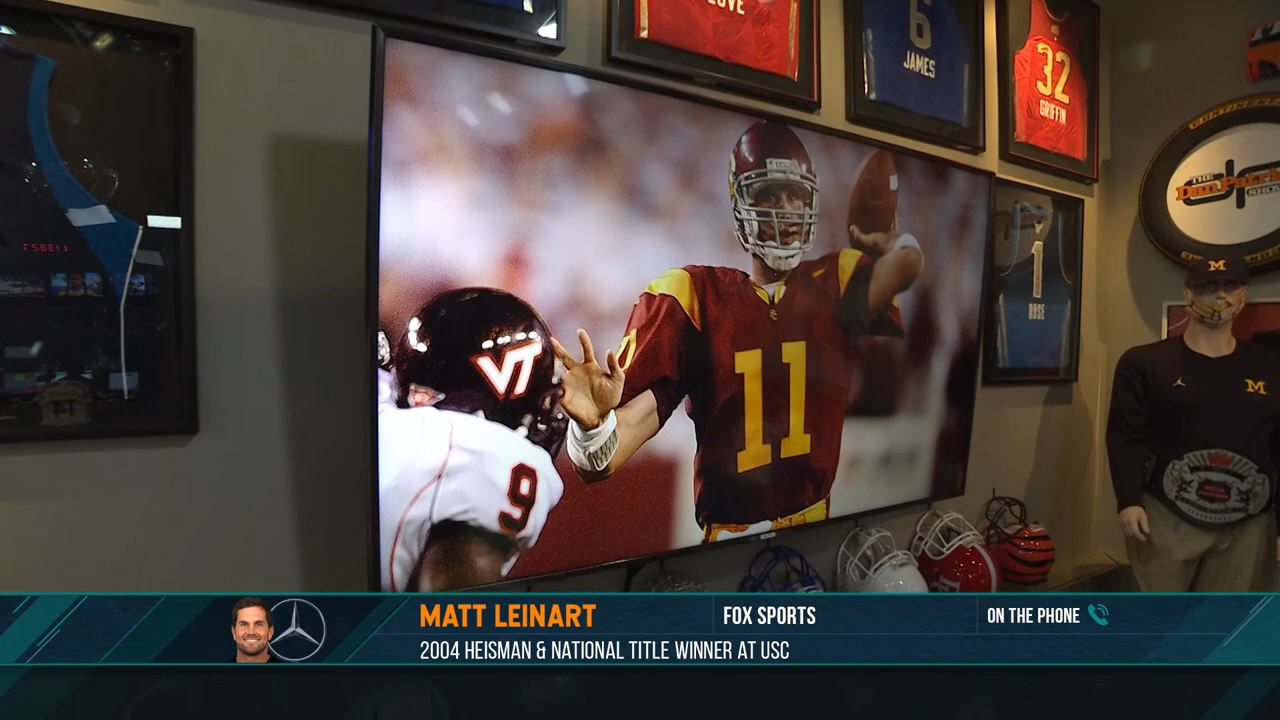 LOVE
6
JAMES
32
GRIFFIN
CONTINENTAL
THE
Dan Patrick
SHOW
1
ROSE
M
M
VT
9
11
MATT LEINART
FOX SPORTS
ON THE PHONE
2004 HEISMAN & NATIONAL TITLE WINNER AT USC